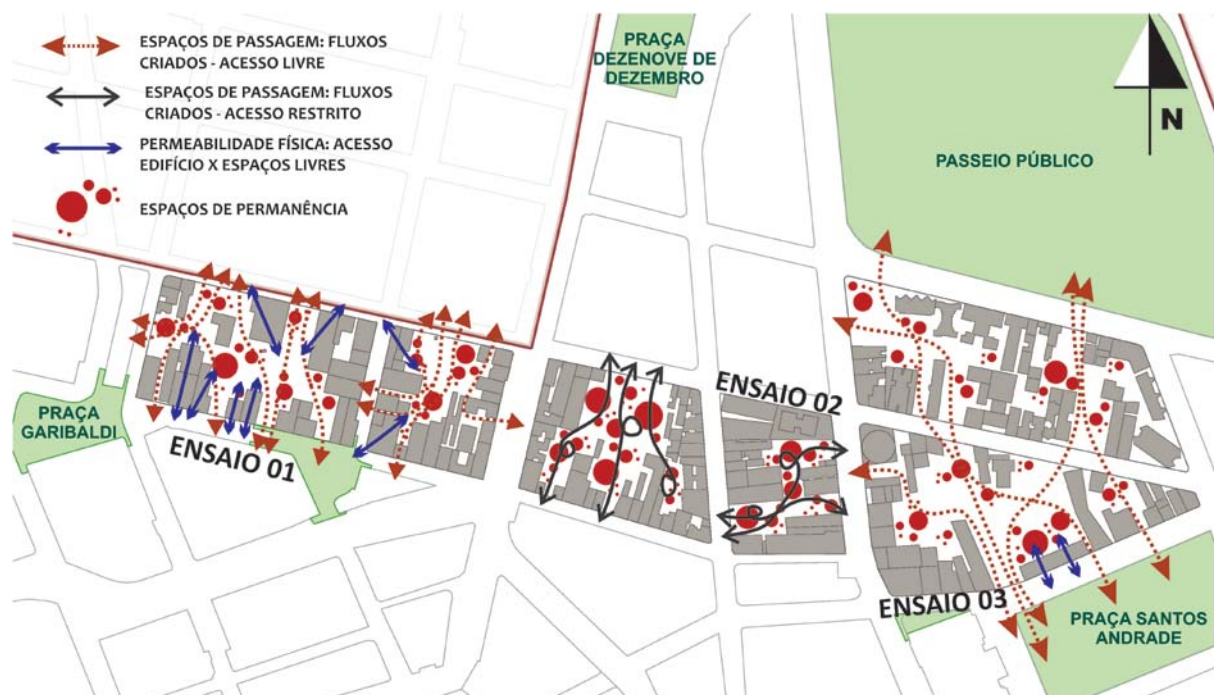 ESPAÇOS DE PASSAGEM: FLUXOS
CRIADOS - ACESSO LIVRE
ESPAÇOS DE PASSAGEM: FLUXOS
CRIADOS - ACESSO RESTRITO
PERMEABILIDADE FÍSICA: ACESSO
EDIFÍCIO X ESPAÇOS LIVRES
ESPAÇOS DE PERMANÊNCIA
PRAÇA
DEZENOVE DE
DEZEMBRO
N
PASSEIO PÚBLICO
PRAÇA
GARIBALDI
ENSAIO 01
ENSAIO 02
ENSAIO 03
PRAÇA SANTOS
ANDRADE